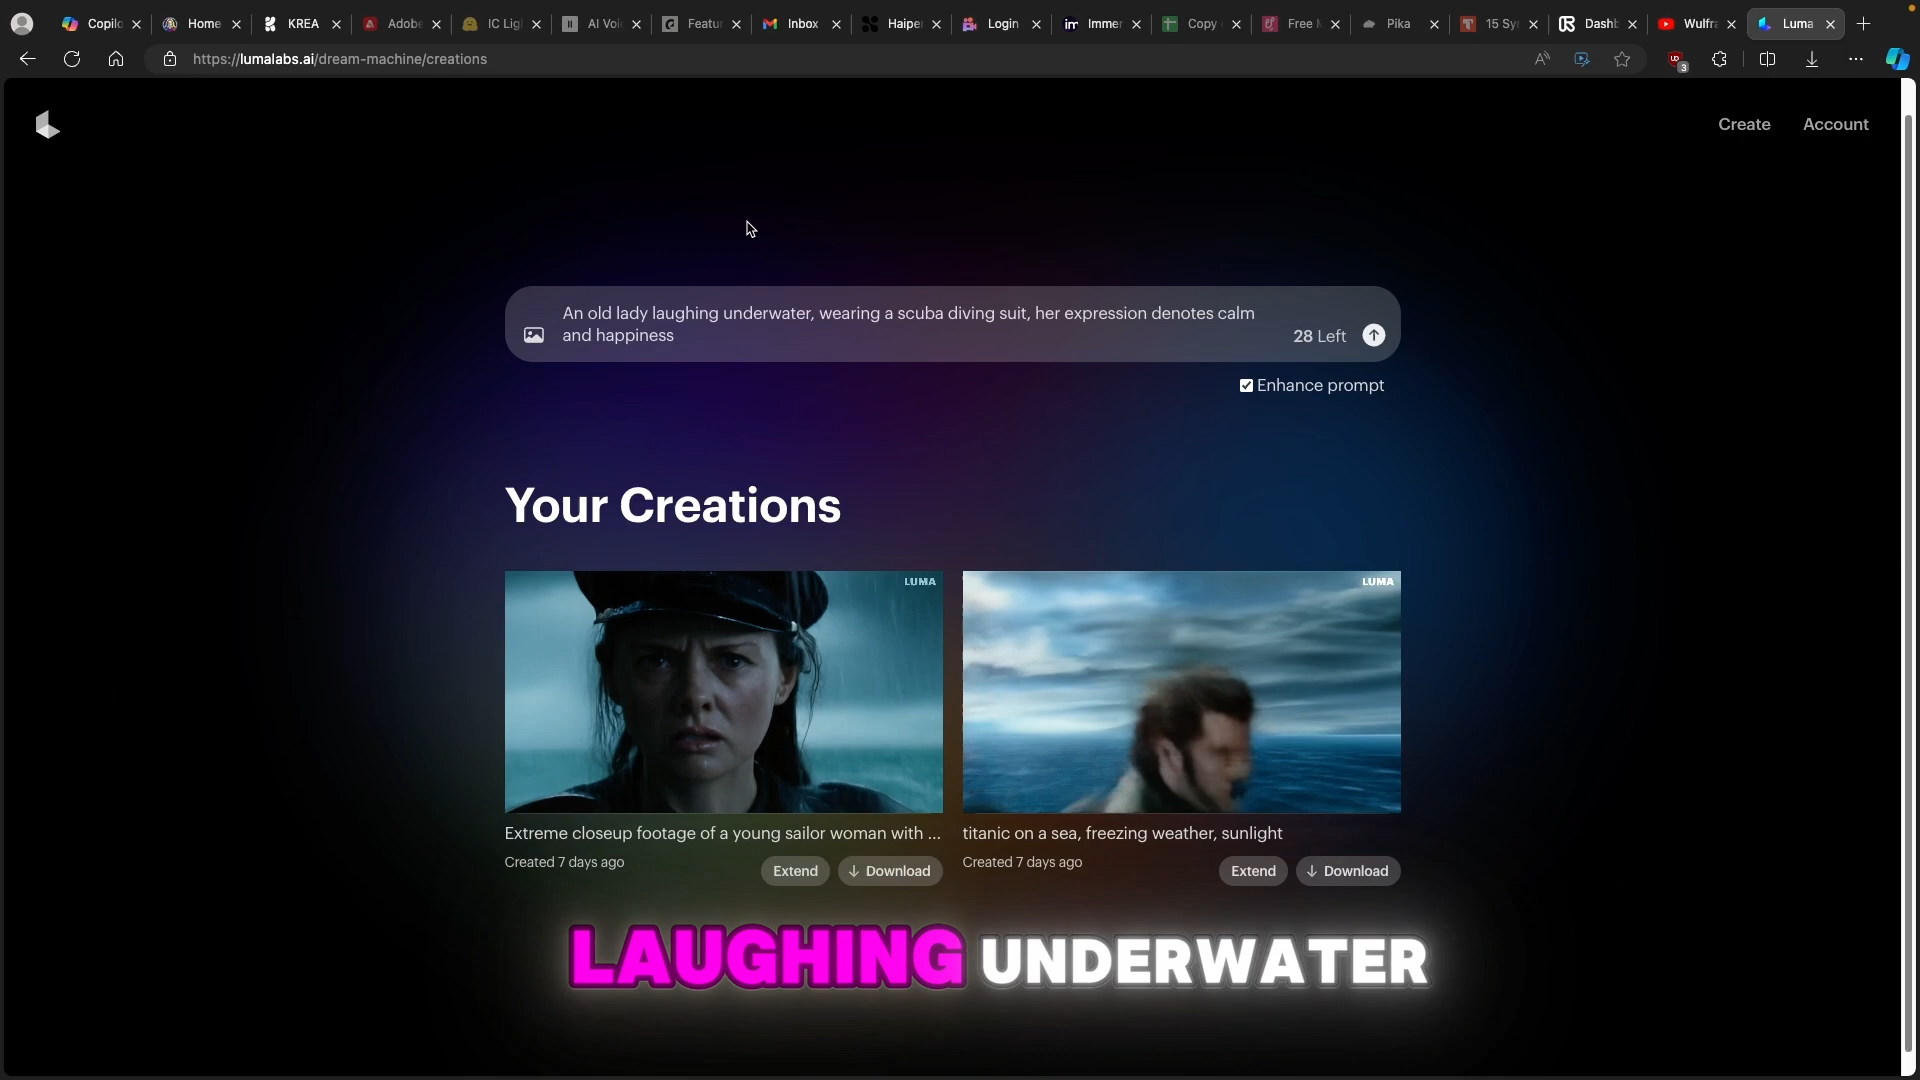 Copilo
Home
KREA
Adobe
IC Lig
AI Voi
Featur
Inbox
Haipe
Login
Immer
Copy
Free
Pika
15 Sy
Dashb
Wulfra
Luma
https://lumalabs.ai/dream-machine/creations
3
Create
Account
An old lady laughing underwater, wearing a scuba diving suit, her expression denotes calm
and happiness
28 Left
Enhance prompt
Your Creations
LUMA
LUMA
Extreme closeup footage of a young sailor woman with ...
titanic on a sea, freezing weather, sunlight
Created 7 days ago
Extend
Download
Created 7 days ago
Extend
Download
LAUGHING UNDERWATER